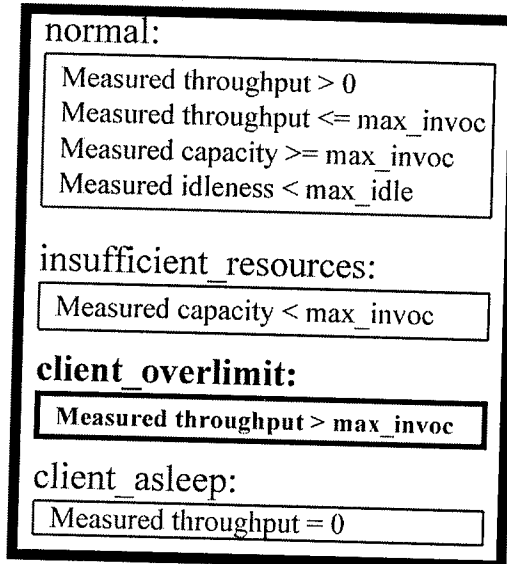 normal:
Measured throughput > 0
Measured throughput <= max_invoc
Measured capacity >= max_invoc
Measured idleness < max_idle
insufficient_resources:
Measured capacity < max_invoc
client_overlimit:
Measured throughput > max_invoc
client_asleep:
Measured throughput = 0